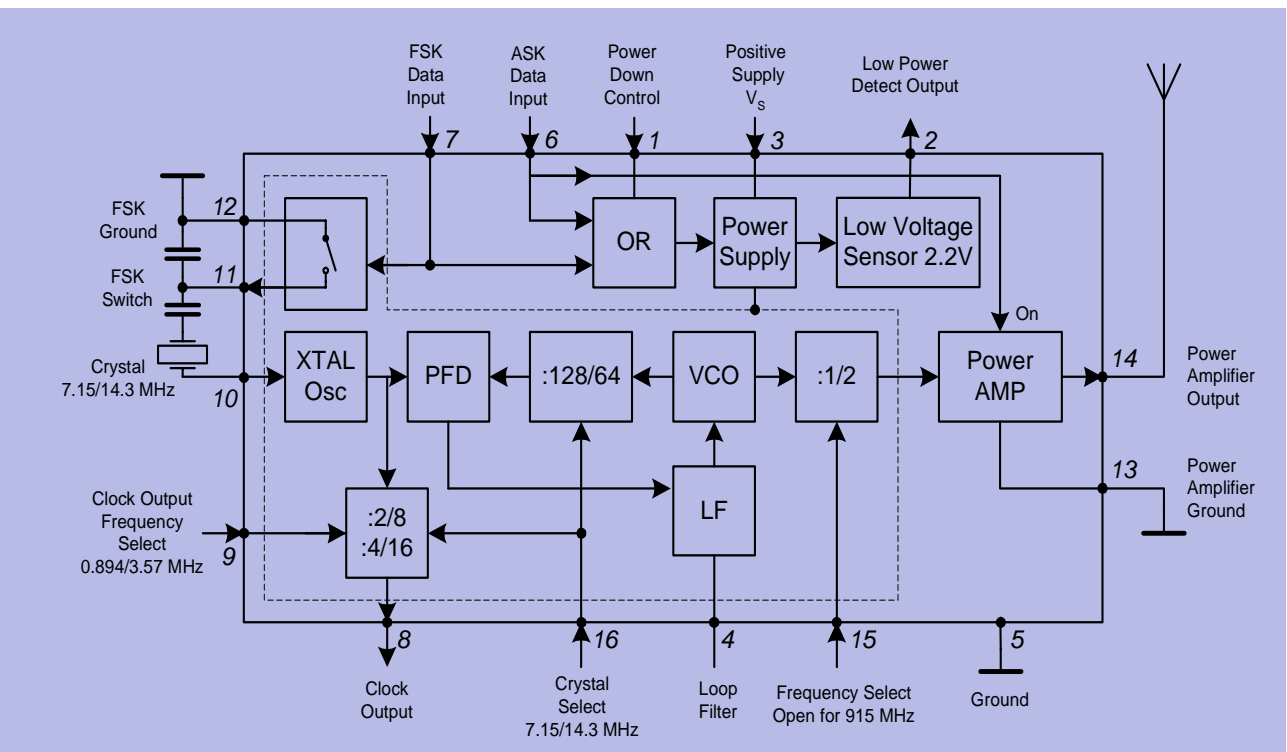 FSK
Data
Input
ASK
Data
Input
Power
Down
Control
Positive
Supply
VS
Low Power
Detect Output
7
6
1
3
2
12
FSK
Ground
11
FSK
Switch
OR
Power
Supply
Low Voltage
Sensor 2.2V
On
Crystal
7.15/14.3 MHz
10
XTAL
Osc
PFD
:128/64
VCO
:1/2
Power
AMP
14
Power
Amplifier
Output
13
Power
Amplifier
Ground
LF
Clock Output
Frequency
Select
0.894/3.57 MHz
9
:2/8
:4/16
8
16
4
15
5
Clock
Output
Crystal
Select
7.15/14.3 MHz
Loop
Filter
Frequency Select
Open for 915 MHz
Ground